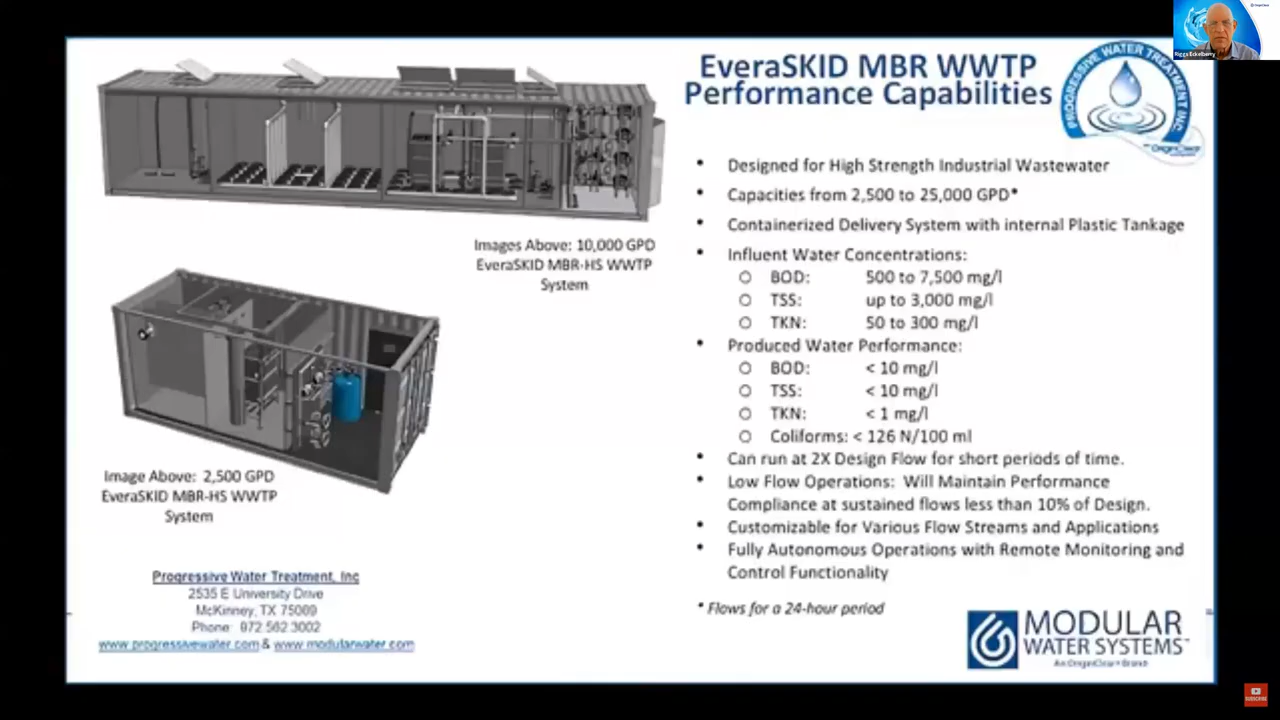 EveraSKID MBR WWTP
Performance Capabilities
PROGRESSIVE WATER TREATMENT INC
OriginClear
Riggs Eckelberry
• Designed for High Strength Industrial Wastewater
• Capacities from 2,500 to 25,000 GPD*
• Containerized Delivery System with internal Plastic Tankage
• Influent Water Concentrations:
O BOD: 500 to 7,500 mg/l
O TSS: up to 3,000 mg/l
O TKN: 50 to 300 mg/l
• Produced Water Performance:
O BOD: < 10 mg/l
O TSS: < 10 mg/l
O TKN: < 1 mg/l
O Coliforms: < 126 N/100 ml
• Can run at 2X Design Flow for short periods of time.
• Low Flow Operations: Will Maintain Performance
Compliance at sustained flows less than 10% of Design.
• Customizable for Various Flow Streams and Applications
• Fully Autonomous Operations with Remote Monitoring and
Control Functionality
* Flows for a 24-hour period
Images Above: 10,000 GPD
EveraSKID MBR-HS WWTP
System
Image Above: 2,500 GPD
EveraSKID MBR-HS WWTP
System
Progressive Water Treatment, Inc
2535 E University Drive
McKinney, TX 75069
Phone: 972.562.3002
www.progressivewater.com & www.modularwater.com
MODULAR
WATER SYSTEMS™
An OriginClear Brand
SUBSCRIBE